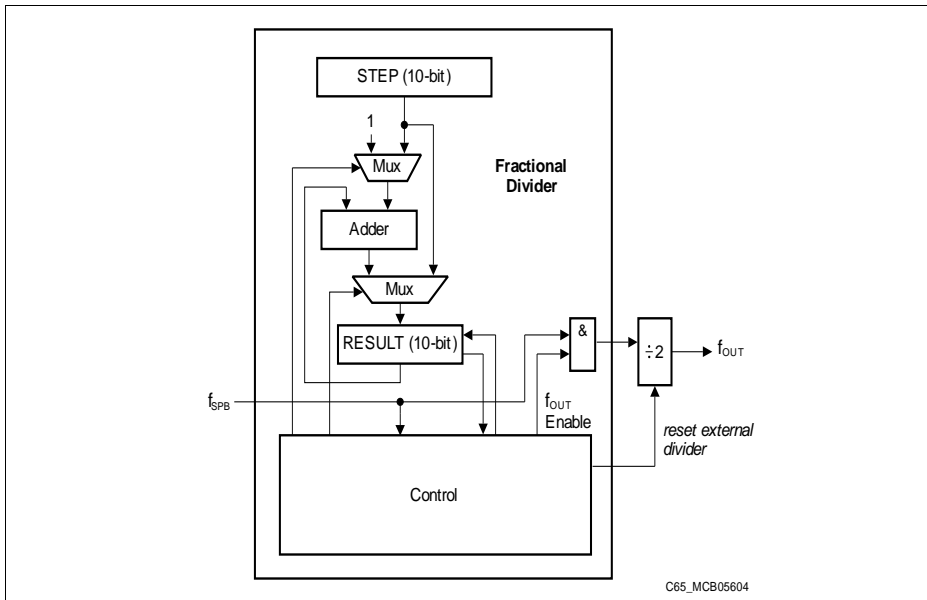 STEP (10-bit)
1
Mux
Fractional
Divider
Adder
Mux
RESULT (10-bit)
&
÷2
fOUT
fSPB
fOUT
Enable
reset external
divider
Control
C65_MCB05604